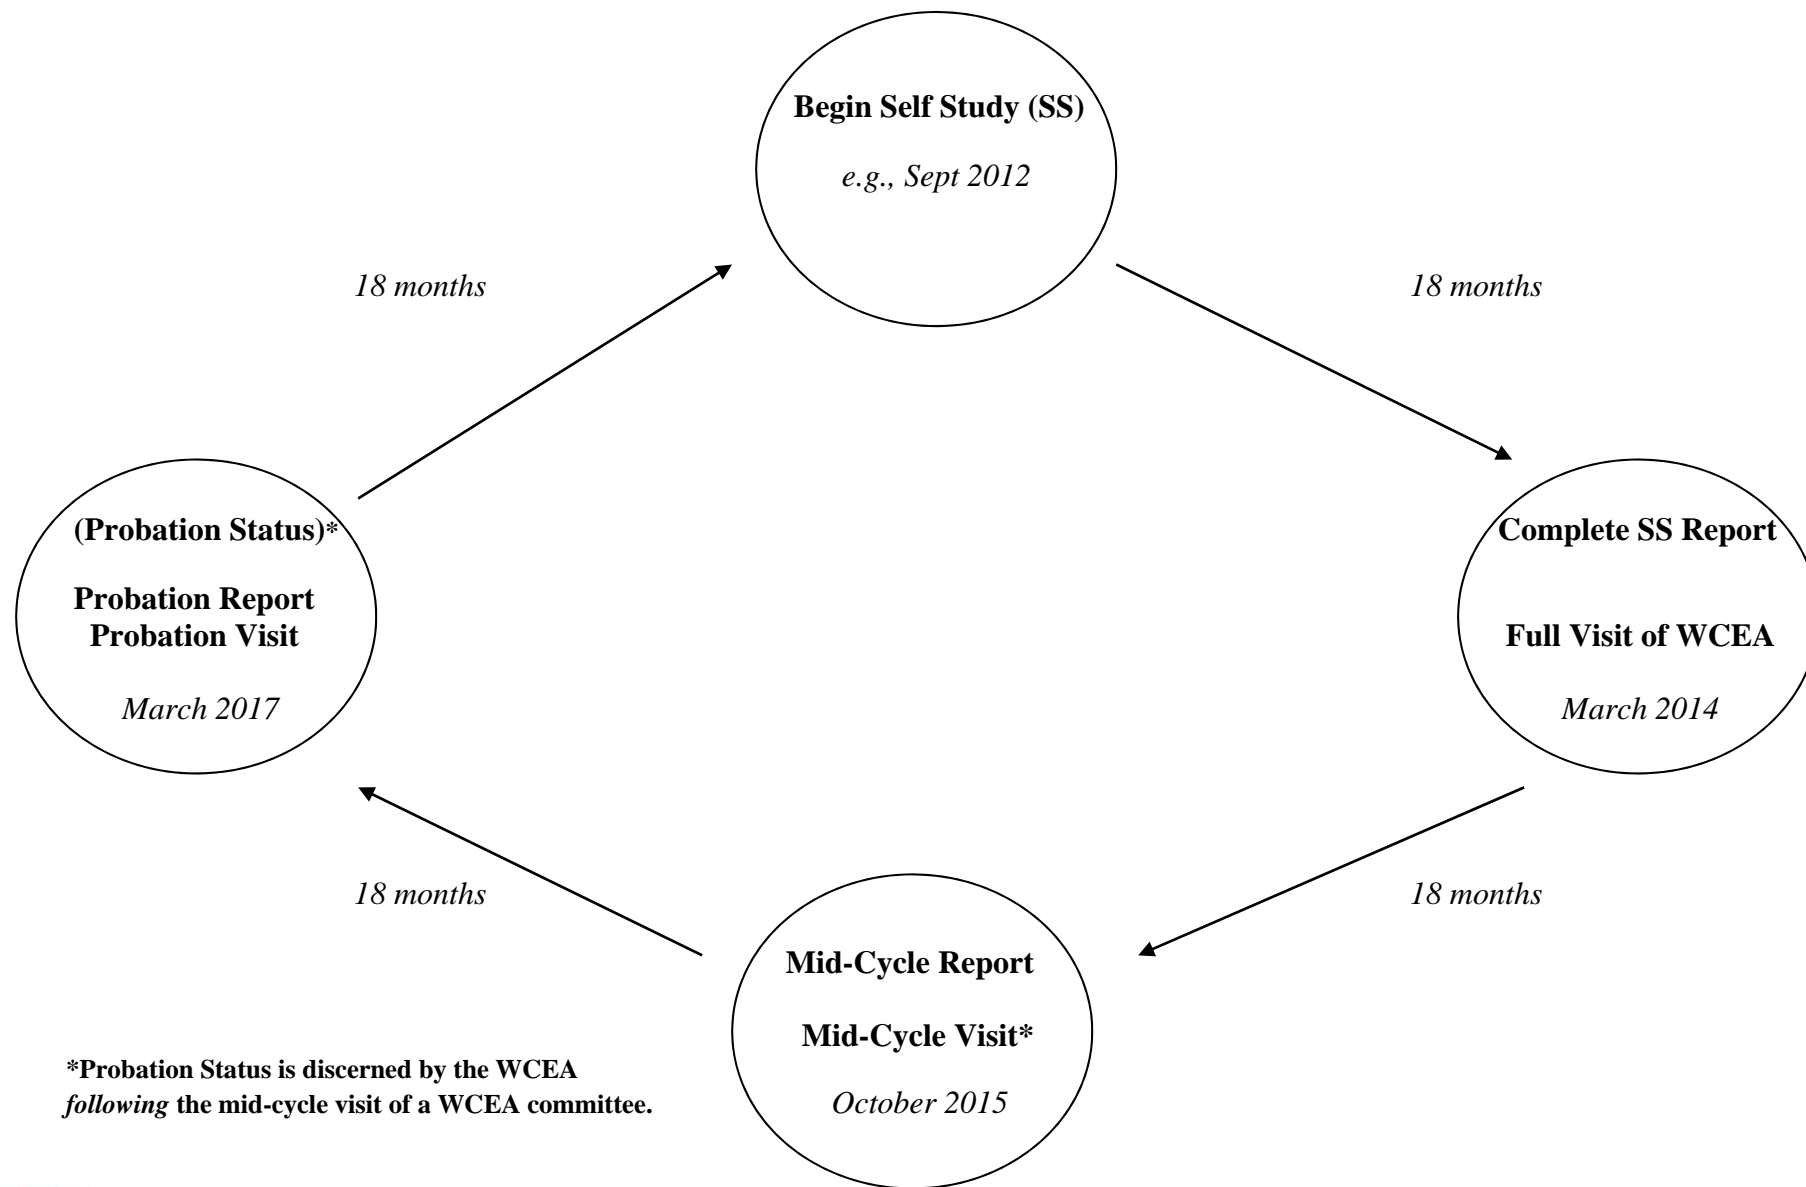 Begin Self Study (SS)
e.g., Sept 2012
18 months
18 months
(Probation Status)*
Probation Report
Probation Visit
March 2017
Complete SS Report
Full Visit of WCEA
March 2014
18 months
18 months
Mid-Cycle Report
Mid-Cycle Visit*
October 2015
*Probation Status is discerned by the WCEA
following the mid-cycle visit of a WCEA committee.